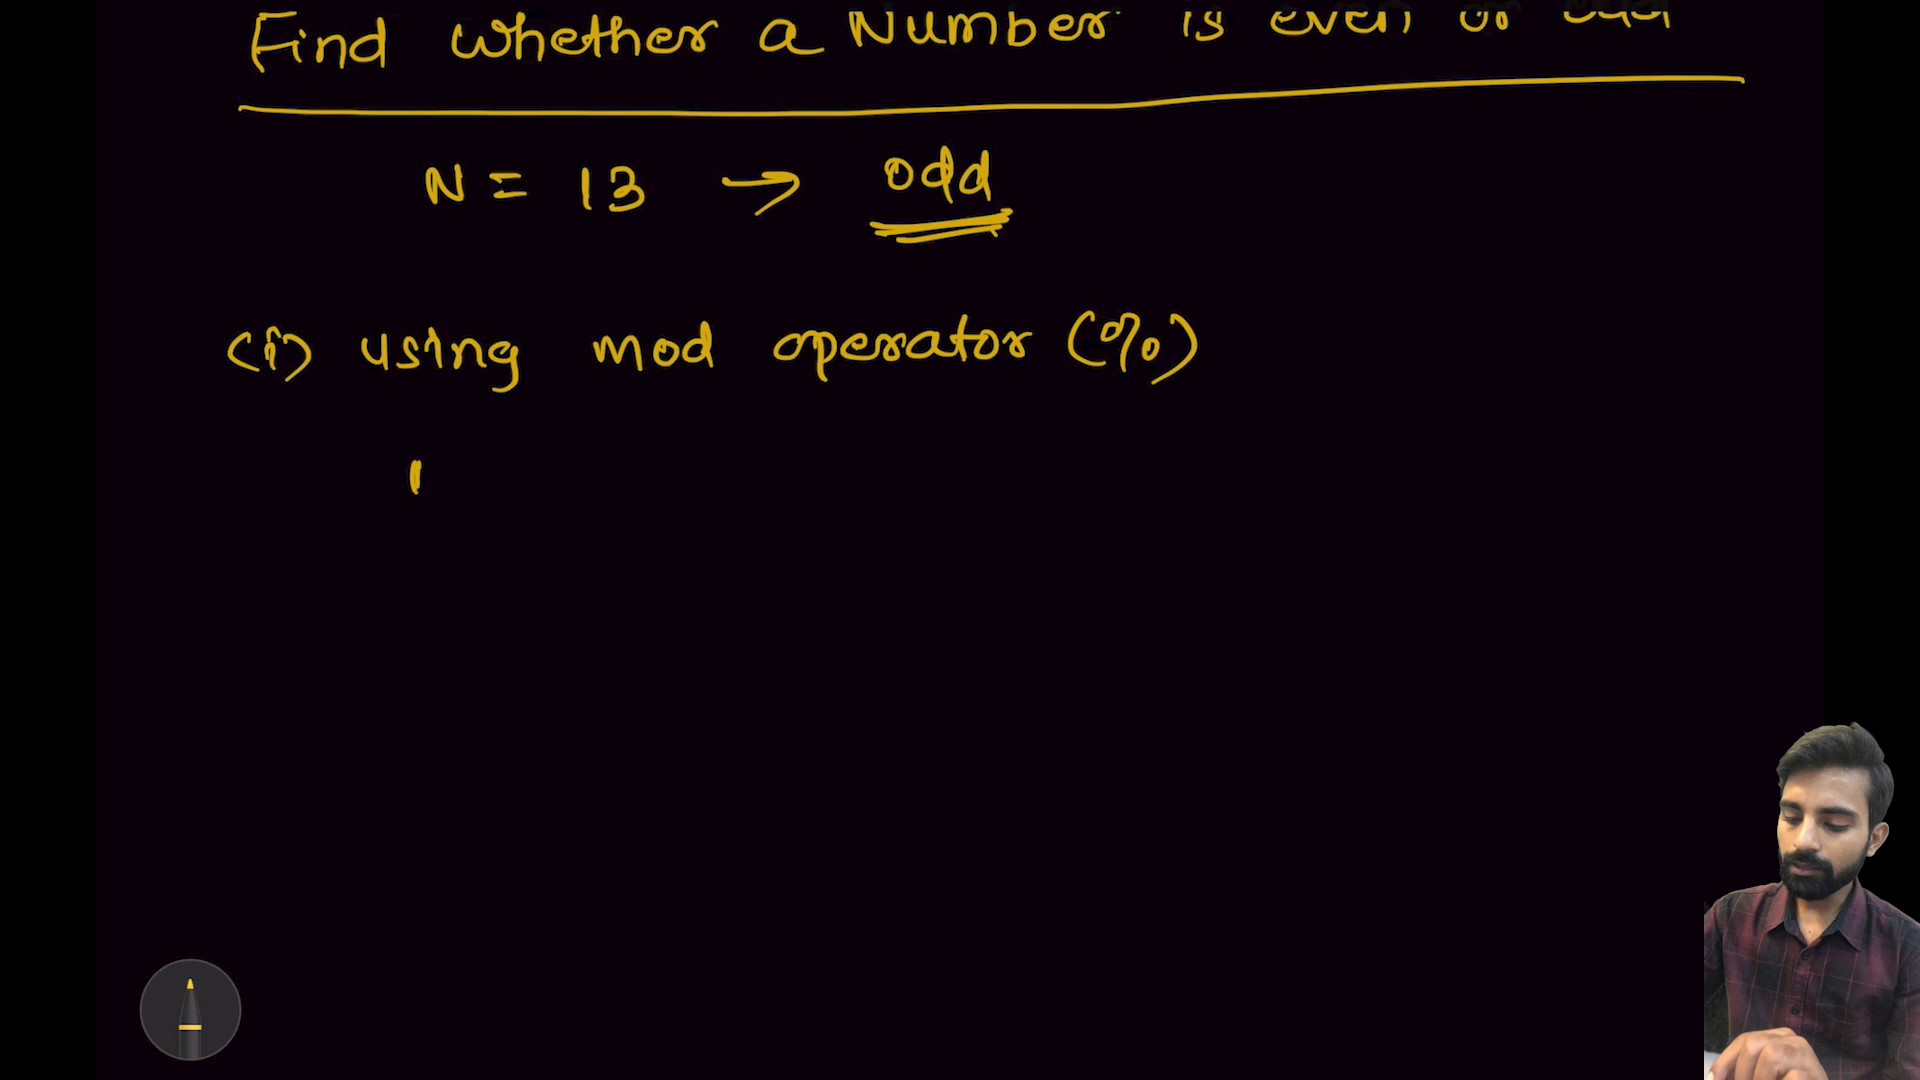 Find whether a Number is even or odd
N = 13 → odd
(i) using mod operator (%)